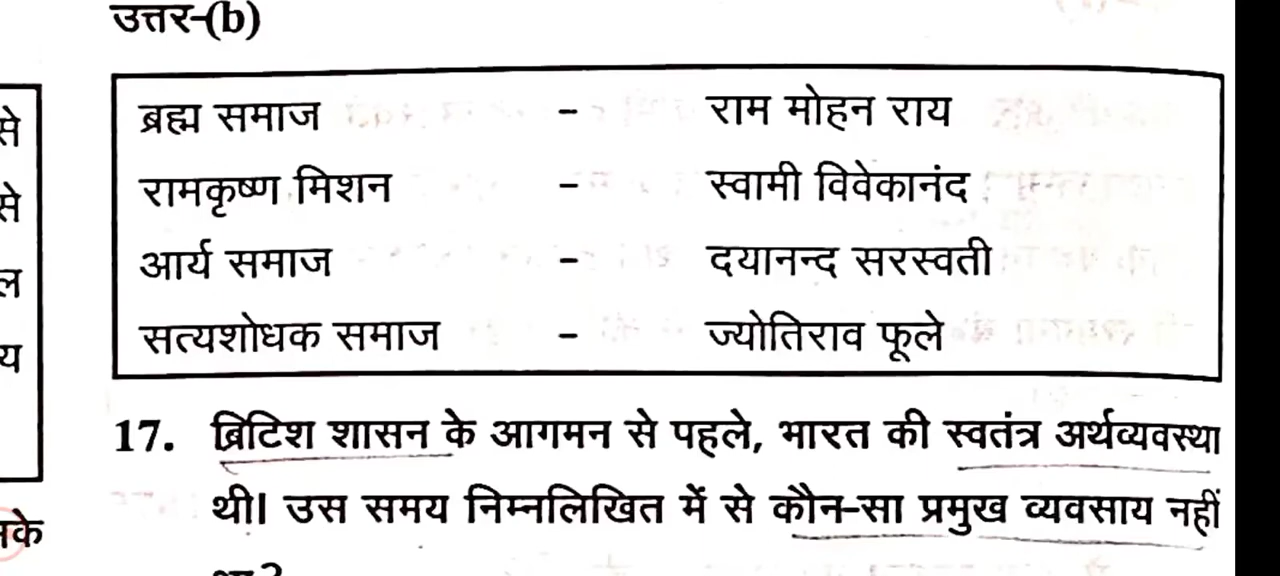 उत्तर-(b)
ब्रह्म समाज - राम मोहन राय
रामकृष्ण मिशन - स्वामी विवेकानंद
आर्य समाज - दयानन्द सरस्वती
सत्यशोधक समाज - ज्योतिराव फूले
17. ब्रिटिश शासन के आगमन से पहले, भारत की स्वतंत्र अर्थव्यवस्था
थी। उस समय निम्नलिखित में से कौन-सा प्रमुख व्यवसाय नहीं
से
से